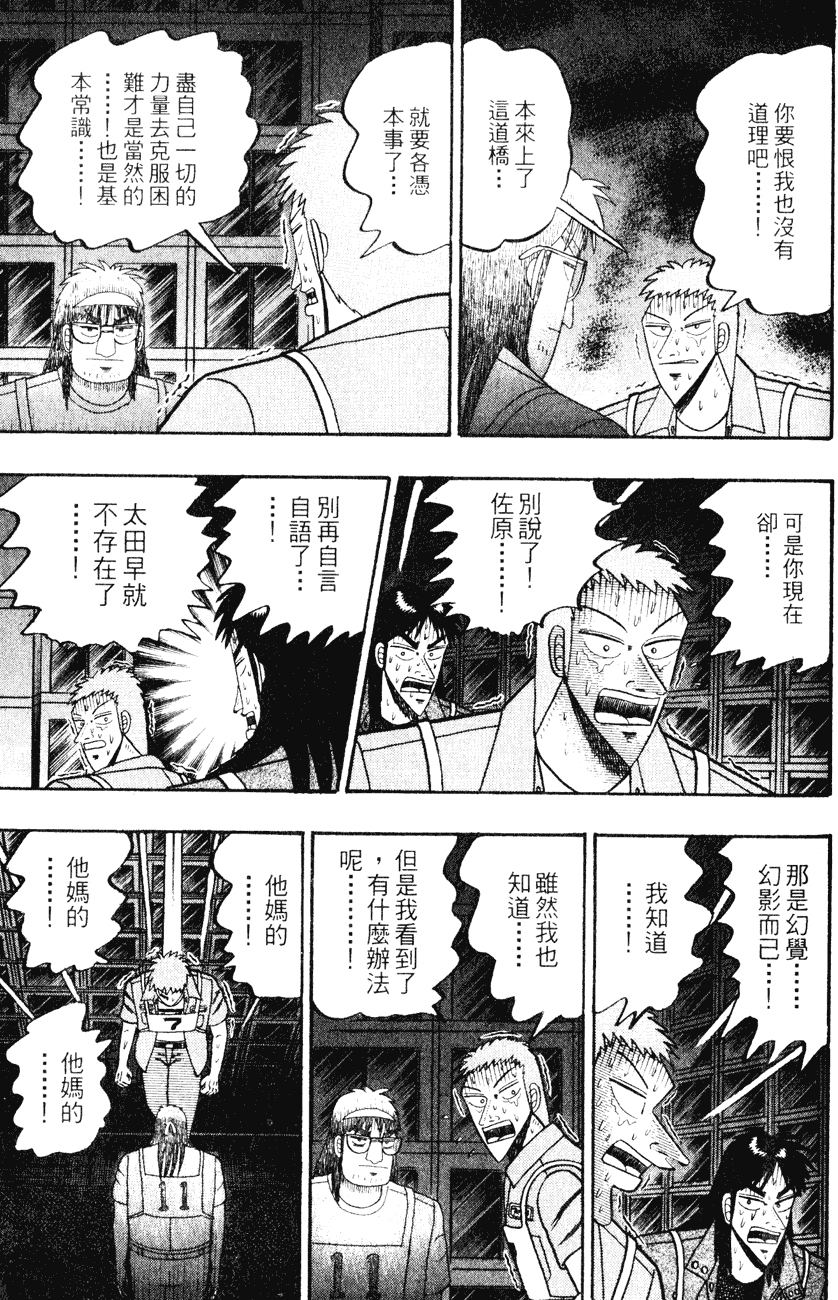 你要恨我也沒有
道理吧……！
本來上了
這道橋…
就要各憑
本事了…
盡自己一切的
力量去克服困
難才是當然的
……！也是基
本常識………！
可是你現在
卻……
別說了！
佐原……！
別再自言
自語了…
…！
太田早就
不存在了
……！
那是幻覺……
幻影而己…！
我知道
……！
雖然我也
知道……
但是我看到了
，有什麼辦法
呢………！
他媽的
……！
他媽的
……！
他媽的
……！
7
11
11